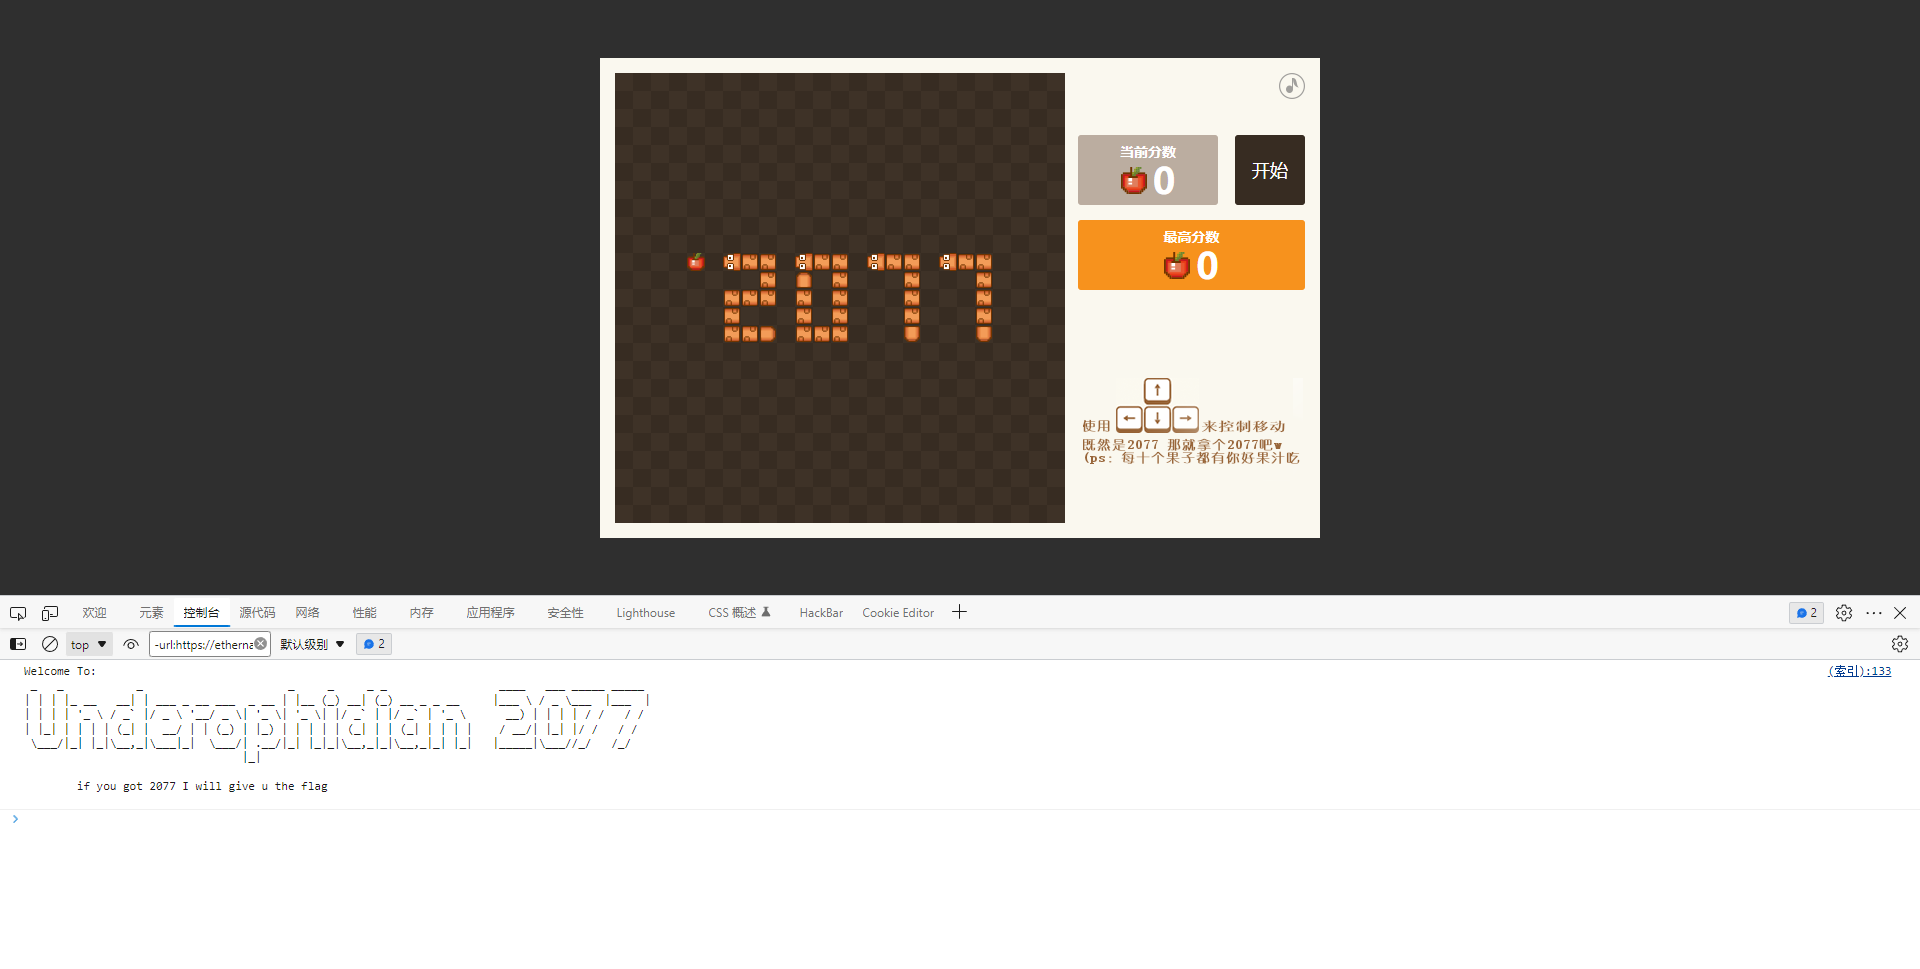 2077
当前分数
0
开始
最高分数
0
使用 ↑ ← ↓ → 来控制移动
既然是2077 那就拿个2077吧w
(ps: 每十个果子都有你好果汁吃
欢迎 元素 控制台 源代码 网络 性能 内存 应用程序 安全性 Lighthouse CSS 概述 HackBar Cookie Editor 2
top -url:https://etherna 默认级别 2
Welcome To: (索引):133
Underophidian 2077
if you got 2077 I will give u the flag